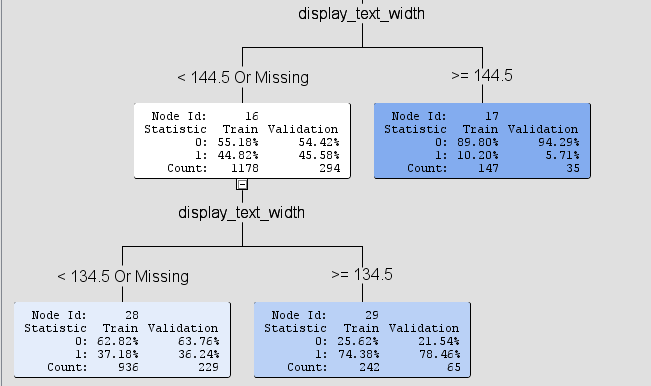 display_text_width
< 144.5 Or Missing
>= 144.5
Node Id: 16
Statistic Train Validation
0: 55.18% 54.42%
1: 44.82% 45.58%
Count: 1178 294
Node Id: 17
Statistic Train Validation
0: 89.80% 94.29%
1: 10.20% 5.71%
Count: 147 35
display_text_width
< 134.5 Or Missing
>= 134.5
Node Id: 28
Statistic Train Validation
0: 62.82% 63.76%
1: 37.18% 36.24%
Count: 936 229
Node Id: 29
Statistic Train Validation
0: 25.62% 21.54%
1: 74.38% 78.46%
Count: 242 65